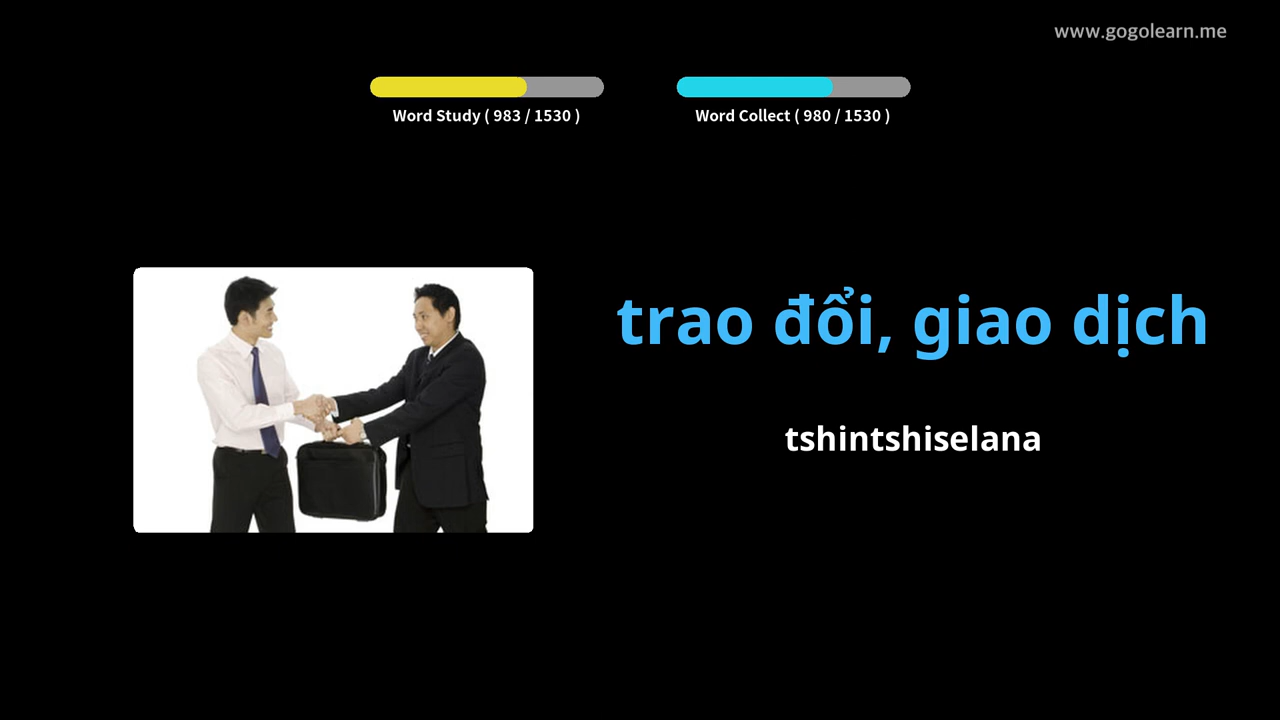 www.gogolearn.me
Word Study ( 983 / 1530 )
Word Collect ( 980 / 1530 )
trao đổi, giao dịch
tshintshiselana